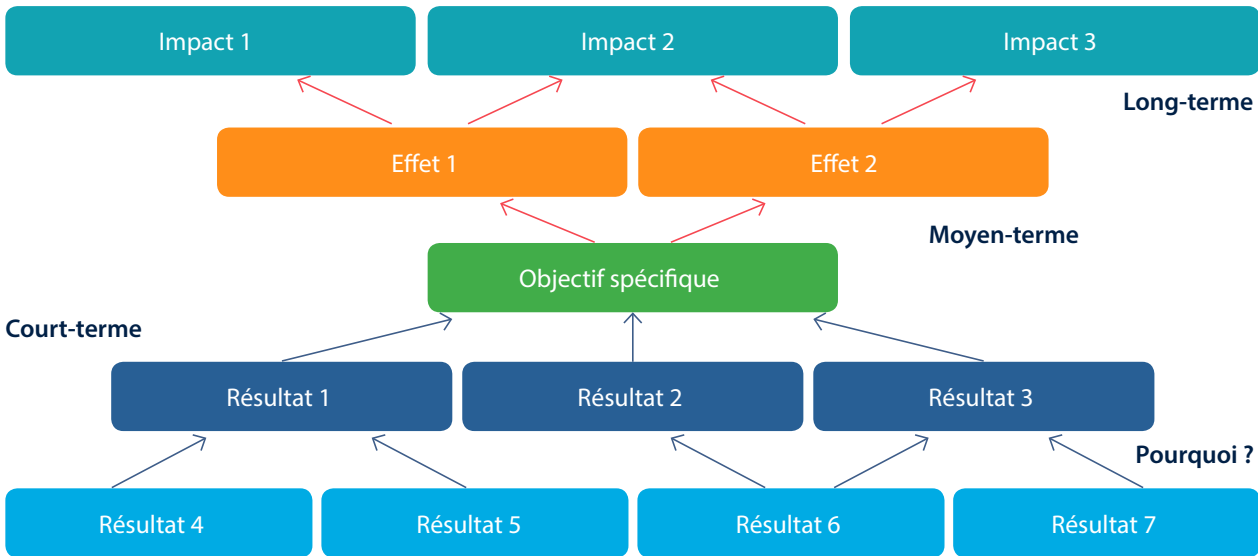 Impact 1
Impact 2
Impact 3
Long-terme
Effet 1
Effet 2
Moyen-terme
Objectif spécifique
Court-terme
Résultat 1
Résultat 2
Résultat 3
Pourquoi ?
Résultat 4
Résultat 5
Résultat 6
Résultat 7